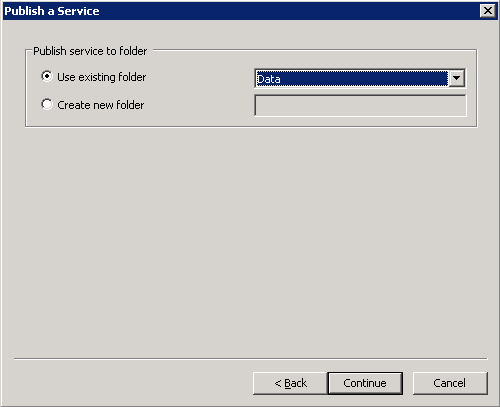 Publish a Service
Publish service to folder
Use existing folder
Data
Create new folder
< Back
Continue
Cancel